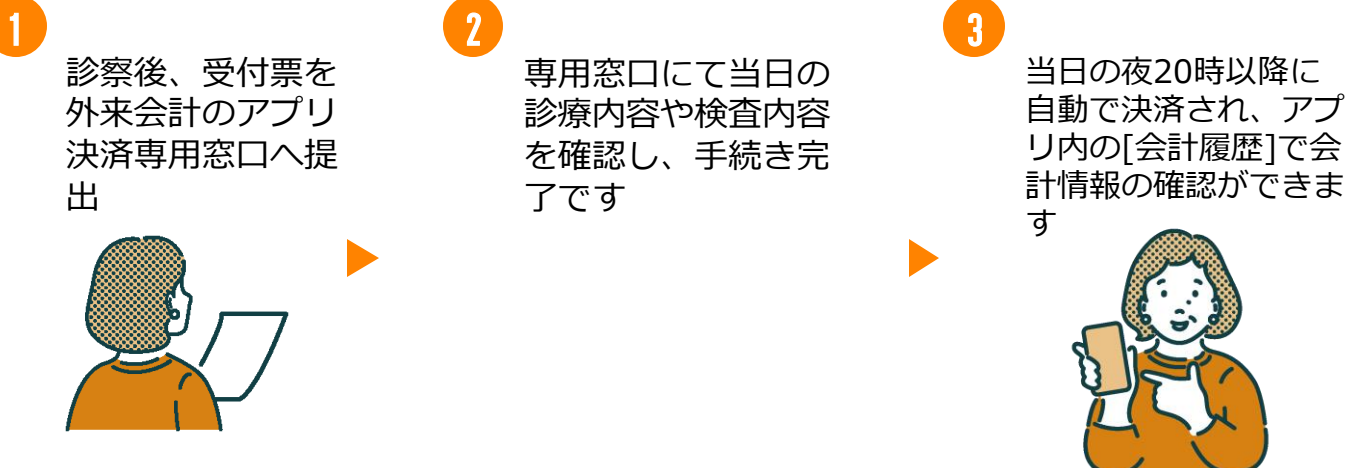 1
診察後、受付票を
外来会計のアプリ
決済専用窓口へ提
出
2
専用窓口にて当日の
診療内容や検査内容
を確認し、手続き完
了です
3
当日の夜20時以降に
自動で決済され、アプ
リ内の[会計履歴]で会
計情報の確認ができま
す